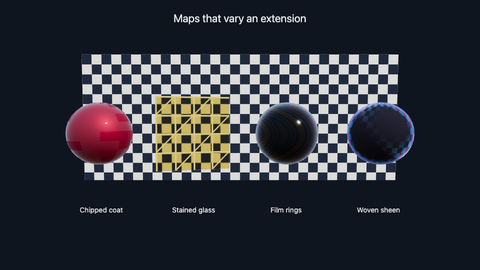 Maps that vary an extension
Chipped coat
Stained glass
Film rings
Woven sheen